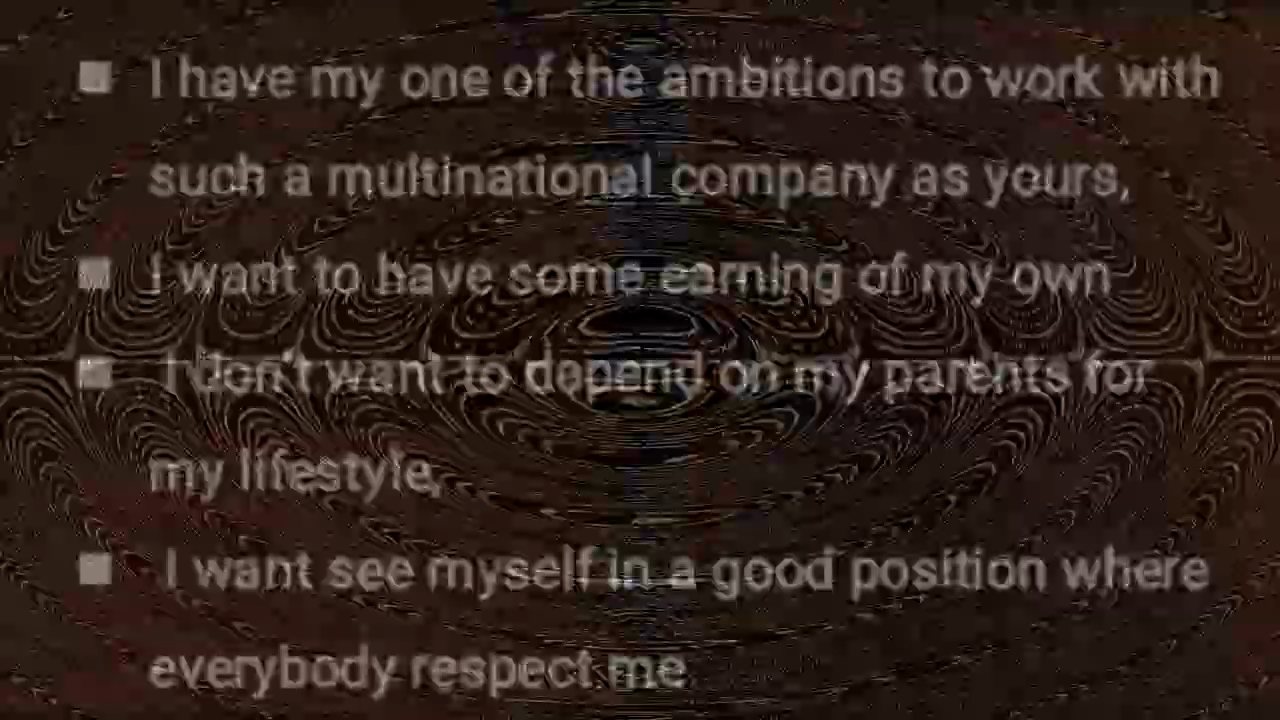 I have my one of the ambitions to work with
such a multinational company as yours,
I want to have some earning of my own
I don't want to depend on my parents for
my lifestyle,
I want see myself in a good position where
everybody respect me